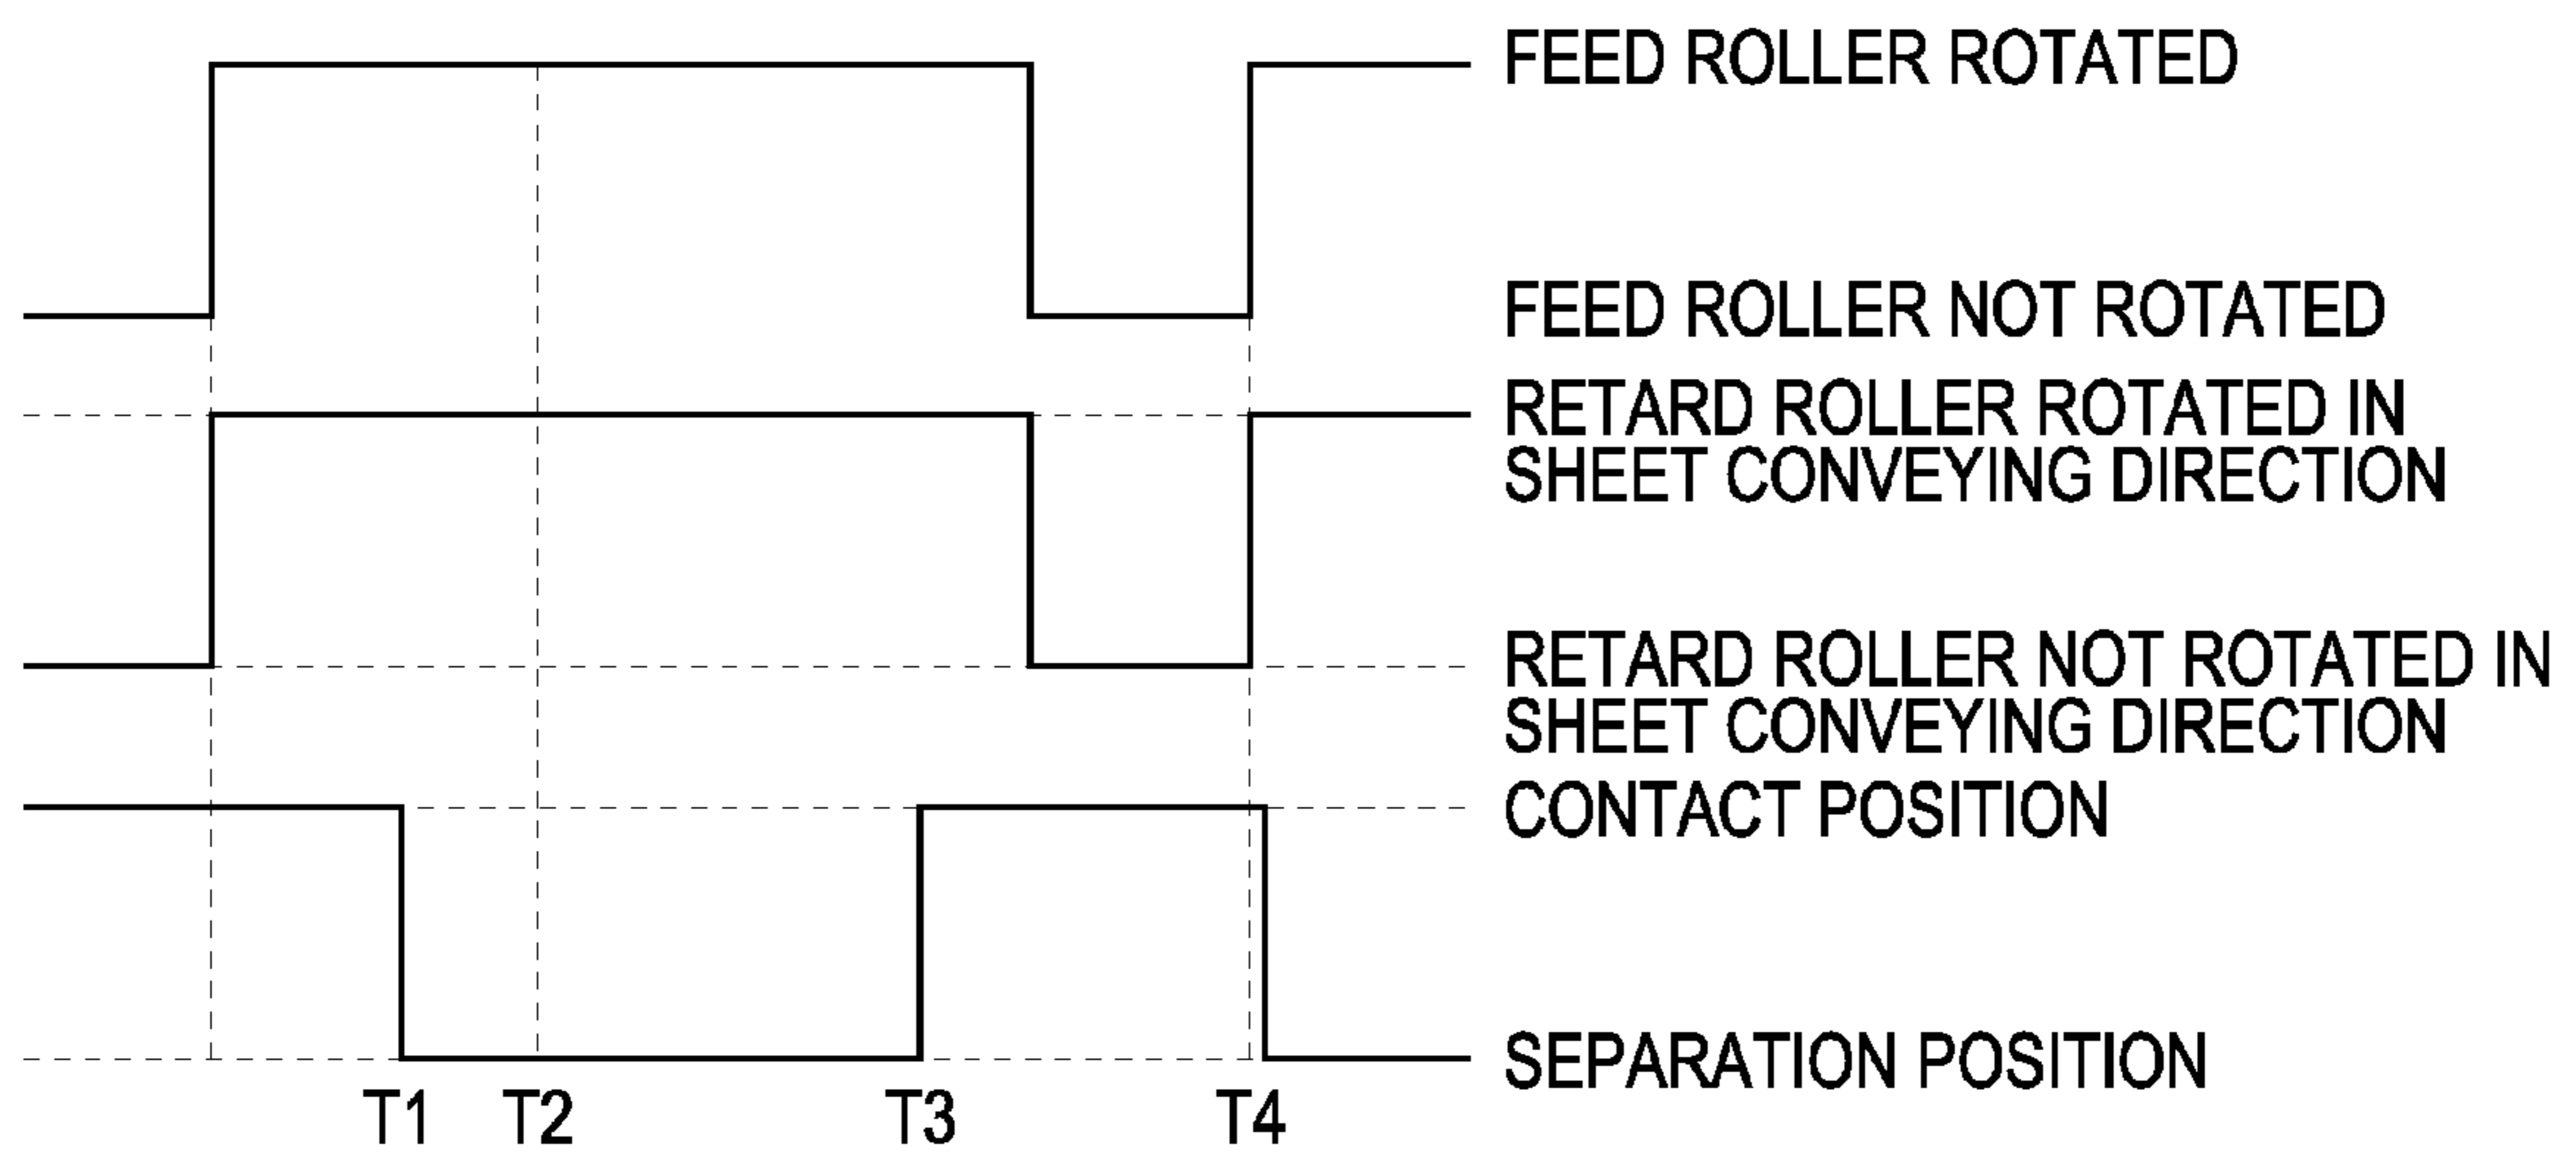 FEED ROLLER ROTATED
FEED ROLLER NOT ROTATED
RETARD ROLLER ROTATED IN
SHEET CONVEYING DIRECTION
RETARD ROLLER NOT ROTATED IN
SHEET CONVEYING DIRECTION
CONTACT POSITION
SEPARATION POSITION
T1 T2 T3 T4